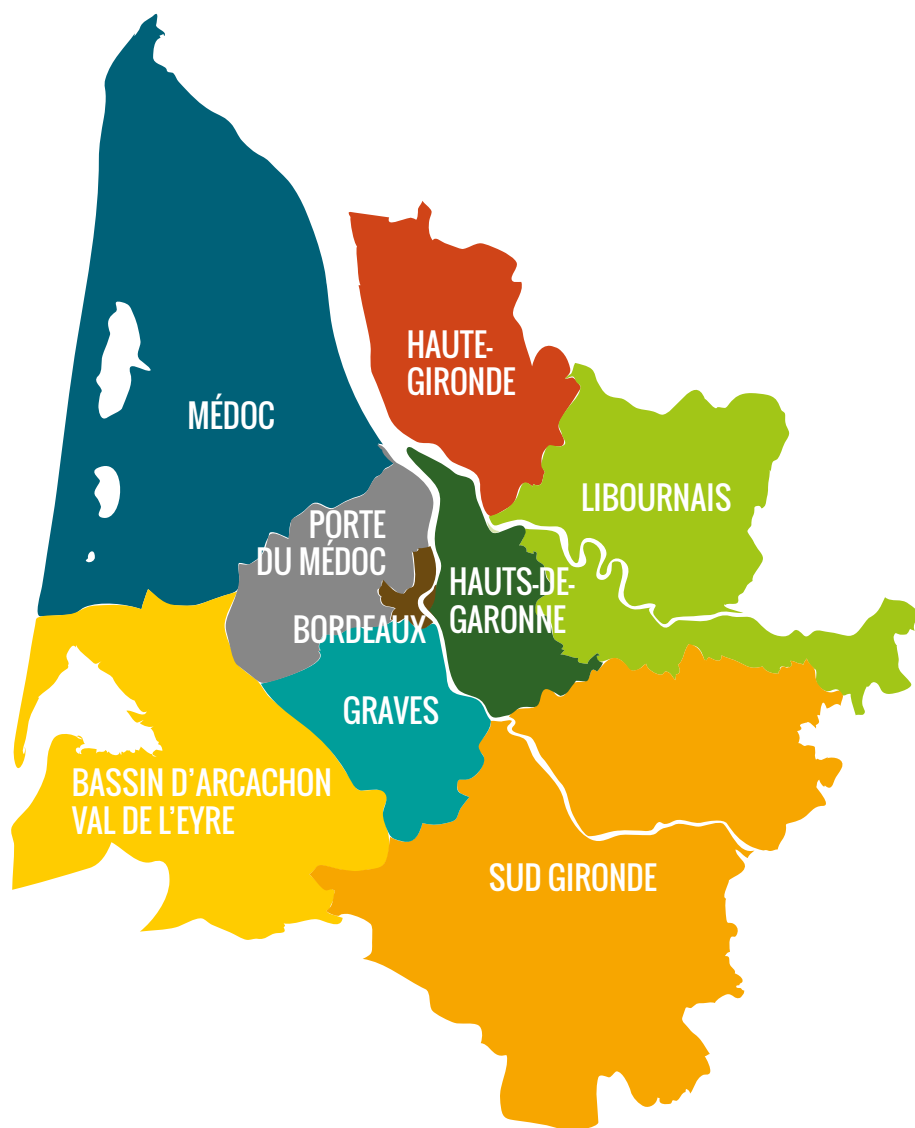 HAUTE-
GIRONDE
MÉDOC
LIBOURNAIS
PORTE
DU MÉDOC
HAUTS-DE-
GARONNE
BORDEAUX
GRAVES
BASSIN D'ARCACHON
VAL DE L'EYRE
SUD GIRONDE